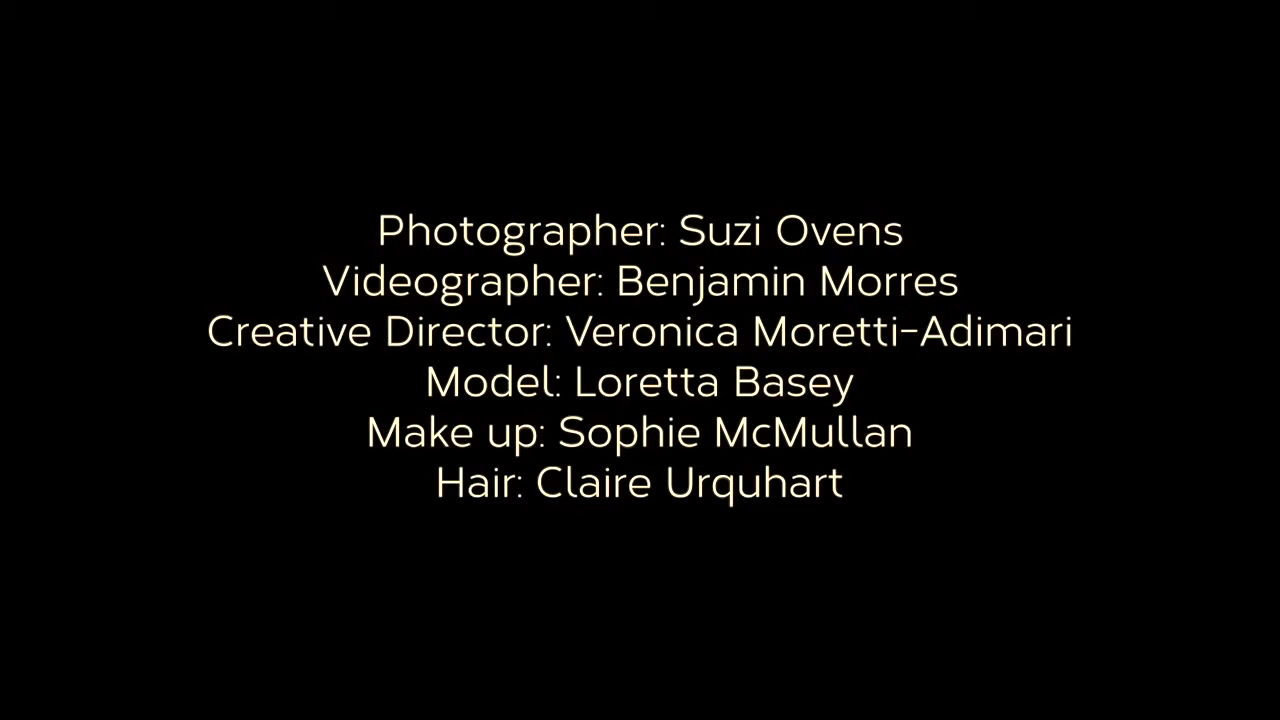 Photographer: Suzi Ovens
Videographer: Benjamin Morres
Creative Director: Veronica Moretti-Adimari
Model: Loretta Basey
Make up: Sophie McMullan
Hair: Claire Urquhart